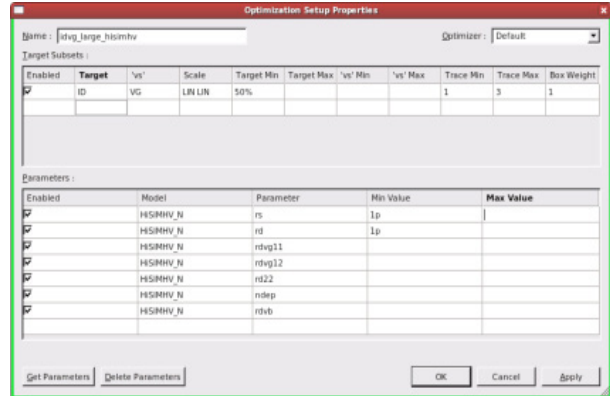 Optimization Setup Properties
Name : idvg_large_hisimhv Optimizer : Default
Target Subsets :
Enabled Target 'vs' Scale Target Min Target Max 'vs' Min 'vs' Max Trace Min Trace Max Box Weight
ID VG LIN LIN 50% 1 3 1
Parameters :
Enabled Model Parameter Min Value Max Value
HiSIMHV_N rs 1p
HiSIMHV_N rd 1p
HiSIMHV_N rdvg11
HiSIMHV_N rdvg12
HiSIMHV_N rd22
HiSIMHV_N ndep
HiSIMHV_N rdvb
Get Parameters Delete Parameters OK Cancel Apply